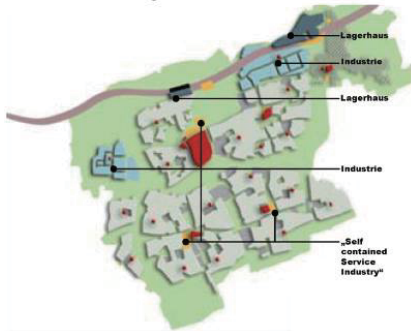 Lagerhaus
Industrie
Lagerhaus
Industrie
„Self
contained
Service
Industry“